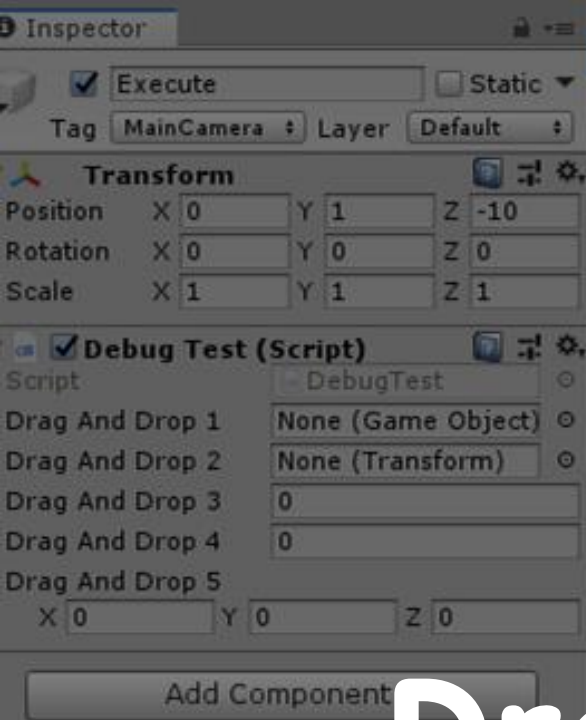 Inspector
Execute Static
Tag MainCamera Layer Default
Transform
Position X 0 Y 1 Z -10
Rotation X 0 Y 0 Z 0
Scale X 1 Y 1 Z 1
Debug Test (Script)
Script DebugTest
Drag And Drop 1 None (Game Object)
Drag And Drop 2 None (Transform)
Drag And Drop 3 0
Drag And Drop 4 0
Drag And Drop 5
X 0 Y 0 Z 0
Add Component